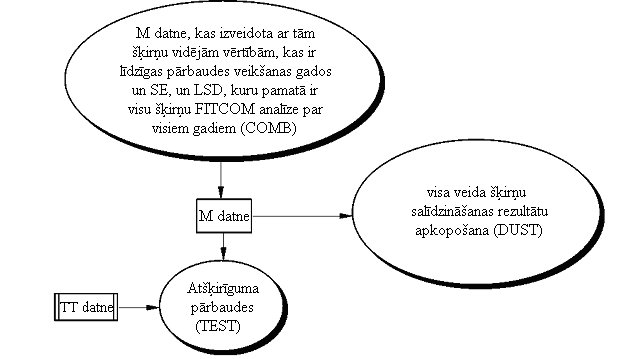 M datne, kas izveidota ar tām
šķirņu vidējām vērtībām, kas ir
līdzīgas pārbaudes veikšanas gados
un SE, un LSD, kuru pamatā ir
visu šķirņu FITCOM analīze par
visiem gadiem (COMB)
visa veida šķirņu
salīdzināšanas rezultātu
apkopošana (DUST)
M datne
Atšķirīguma
pārbaudes
(TEST)
TT datne